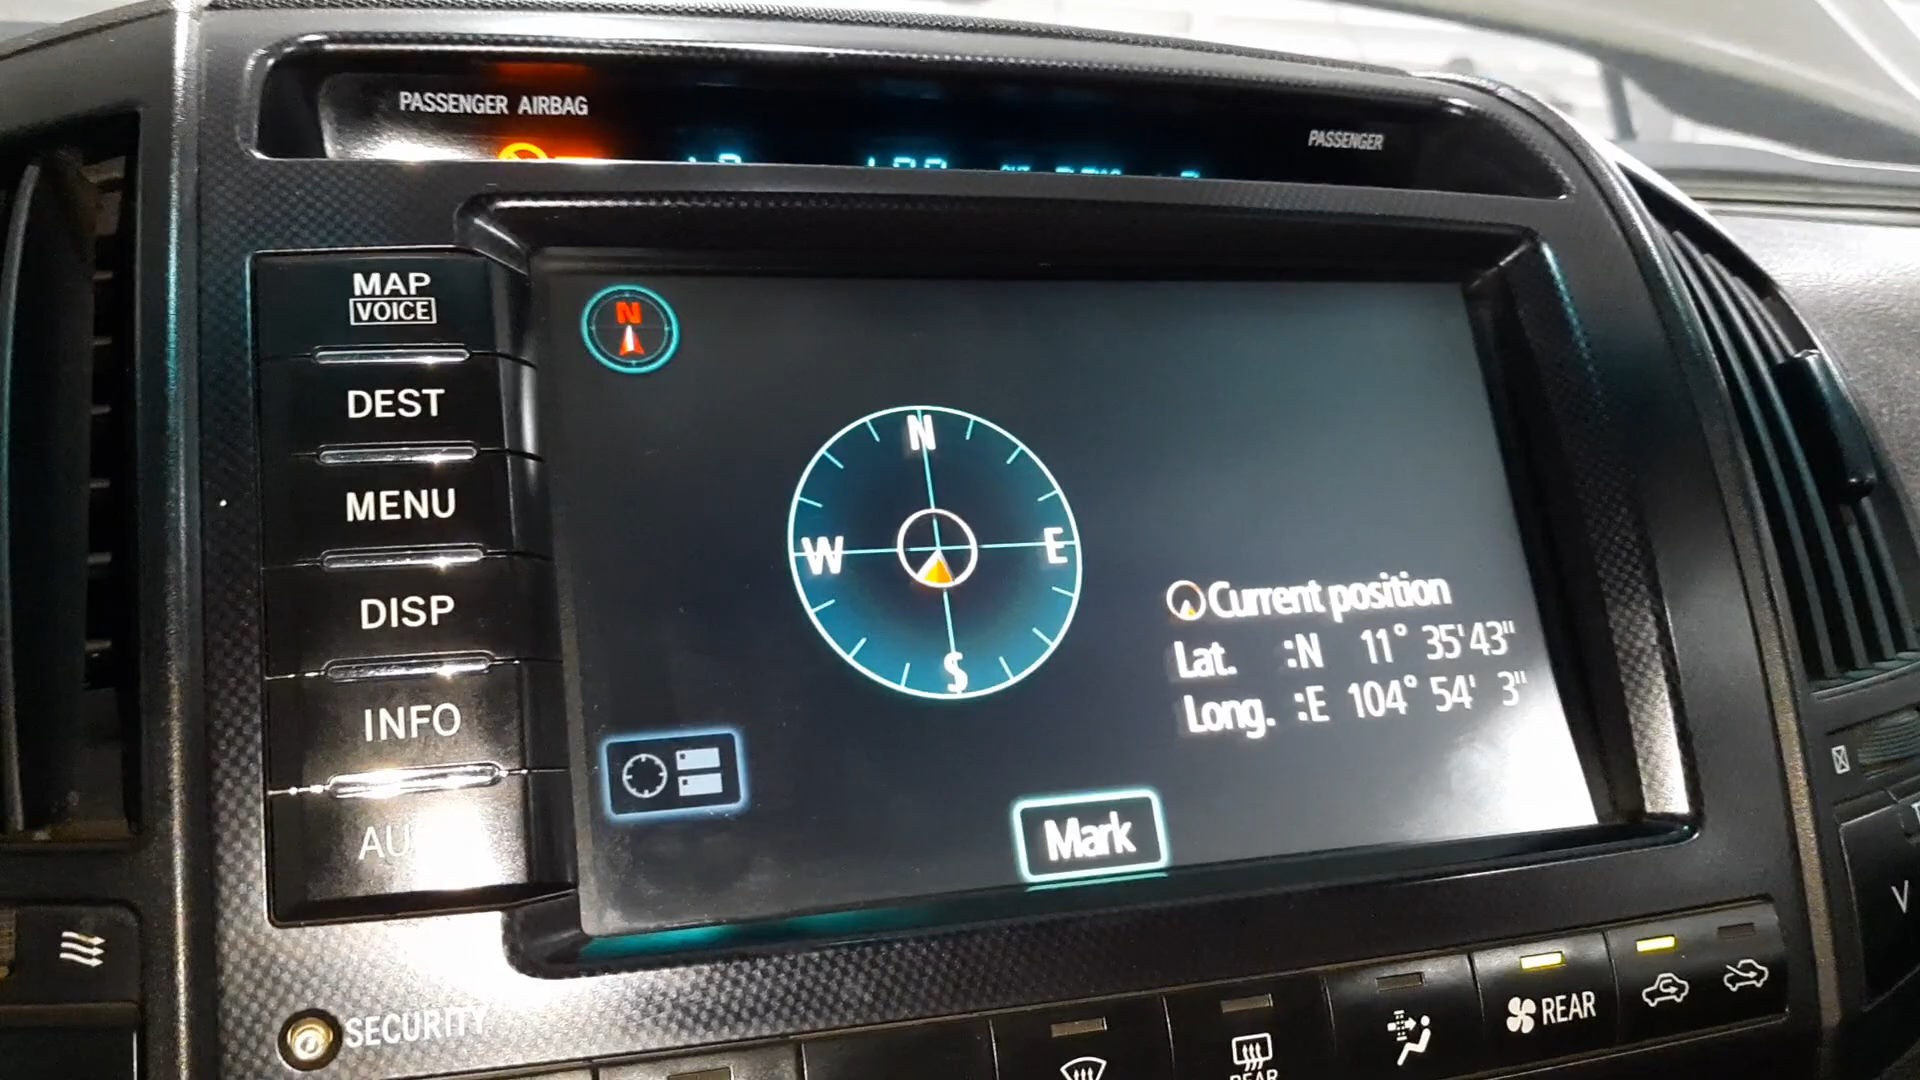 PASSENGER AIRBAG
PASSENGER
MAP
VOICE
DEST
MENU
DISP
INFO
N
N
W
E
S
Current position
Lat. :N 11° 35' 43"
Long. :E 104° 54' 3"
Mark
SECURITY
REAR
REAR
V